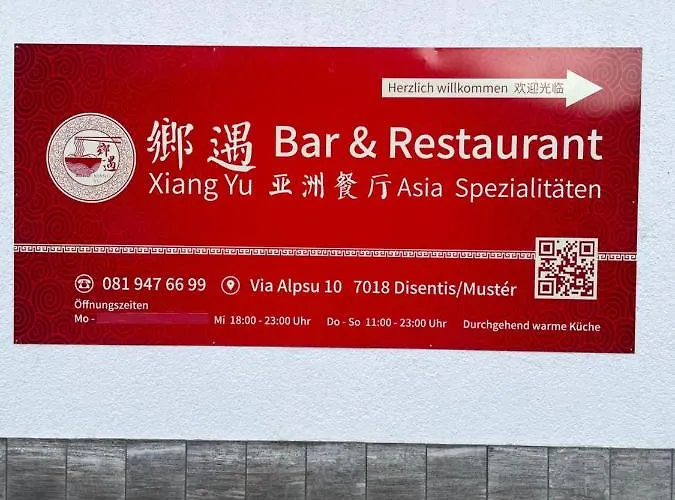 Herzlich willkommen 欢迎光临
鄉遇 Bar & Restaurant
鄉遇
Xiang Yu 亚洲餐厅 Asia Spezialitäten
081 947 66 99 Via Alpsu 10 7018 Disentis/Mustér
Öffnungszeiten
Mo - Mi 18:00 - 23:00 Uhr Do - So 11:00 - 23:00 Uhr Durchgehend warme Küche